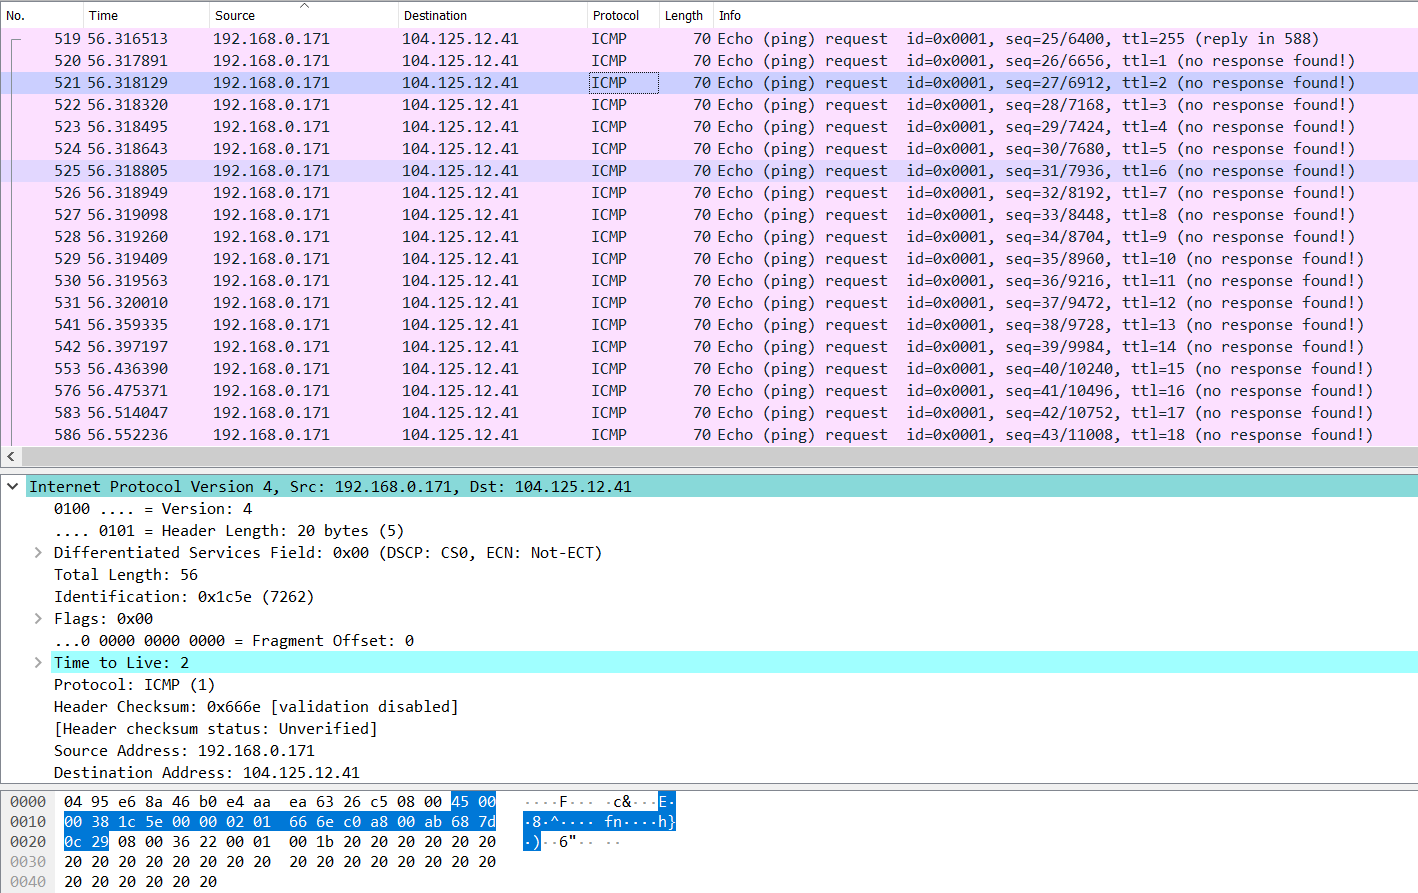 No. Time Source Destination Protocol Length Info
519 56.316513 192.168.0.171 104.125.12.41 ICMP 70 Echo (ping) request id=0x0001, seq=25/6400, ttl=255 (reply in 588)
520 56.317891 192.168.0.171 104.125.12.41 ICMP 70 Echo (ping) request id=0x0001, seq=26/6656, ttl=1 (no response found!)
521 56.318129 192.168.0.171 104.125.12.41 ICMP 70 Echo (ping) request id=0x0001, seq=27/6912, ttl=2 (no response found!)
522 56.318320 192.168.0.171 104.125.12.41 ICMP 70 Echo (ping) request id=0x0001, seq=28/7168, ttl=3 (no response found!)
523 56.318495 192.168.0.171 104.125.12.41 ICMP 70 Echo (ping) request id=0x0001, seq=29/7424, ttl=4 (no response found!)
524 56.318643 192.168.0.171 104.125.12.41 ICMP 70 Echo (ping) request id=0x0001, seq=30/7680, ttl=5 (no response found!)
525 56.318805 192.168.0.171 104.125.12.41 ICMP 70 Echo (ping) request id=0x0001, seq=31/7936, ttl=6 (no response found!)
526 56.318949 192.168.0.171 104.125.12.41 ICMP 70 Echo (ping) request id=0x0001, seq=32/8192, ttl=7 (no response found!)
527 56.319098 192.168.0.171 104.125.12.41 ICMP 70 Echo (ping) request id=0x0001, seq=33/8448, ttl=8 (no response found!)
528 56.319260 192.168.0.171 104.125.12.41 ICMP 70 Echo (ping) request id=0x0001, seq=34/8704, ttl=9 (no response found!)
529 56.319409 192.168.0.171 104.125.12.41 ICMP 70 Echo (ping) request id=0x0001, seq=35/8960, ttl=10 (no response found!)
530 56.319563 192.168.0.171 104.125.12.41 ICMP 70 Echo (ping) request id=0x0001, seq=36/9216, ttl=11 (no response found!)
531 56.320010 192.168.0.171 104.125.12.41 ICMP 70 Echo (ping) request id=0x0001, seq=37/9472, ttl=12 (no response found!)
541 56.359335 192.168.0.171 104.125.12.41 ICMP 70 Echo (ping) request id=0x0001, seq=38/9728, ttl=13 (no response found!)
542 56.397197 192.168.0.171 104.125.12.41 ICMP 70 Echo (ping) request id=0x0001, seq=39/9984, ttl=14 (no response found!)
553 56.436390 192.168.0.171 104.125.12.41 ICMP 70 Echo (ping) request id=0x0001, seq=40/10240, ttl=15 (no response found!)
576 56.475371 192.168.0.171 104.125.12.41 ICMP 70 Echo (ping) request id=0x0001, seq=41/10496, ttl=16 (no response found!)
583 56.514047 192.168.0.171 104.125.12.41 ICMP 70 Echo (ping) request id=0x0001, seq=42/10752, ttl=17 (no response found!)
586 56.552236 192.168.0.171 104.125.12.41 ICMP 70 Echo (ping) request id=0x0001, seq=43/11008, ttl=18 (no response found!)
Internet Protocol Version 4, Src: 192.168.0.171, Dst: 104.125.12.41
0100 .... = Version: 4
.... 0101 = Header Length: 20 bytes (5)
Differentiated Services Field: 0x00 (DSCP: CS0, ECN: Not-ECT)
Total Length: 56
Identification: 0x1c5e (7262)
Flags: 0x00
...0 0000 0000 0000 = Fragment Offset: 0
Time to Live: 2
Protocol: ICMP (1)
Header Checksum: 0x666e [validation disabled]
[Header checksum status: Unverified]
Source Address: 192.168.0.171
Destination Address: 104.125.12.41
0000 04 95 e6 8a 46 b0 e4 aa ea 63 26 c5 08 00 45 00 ····F··· ·c&···E·
0010 00 38 1c 5e 00 00 02 01 66 6e c0 a8 00 ab 68 7d ·8·^···· fn····h}
0020 0c 29 08 00 36 22 00 01 00 1b 20 20 20 20 20 20 ·)··6"·· ··
0030 20 20 20 20 20 20 20 20 20 20 20 20 20 20 20 20
0040 20 20 20 20 20 20